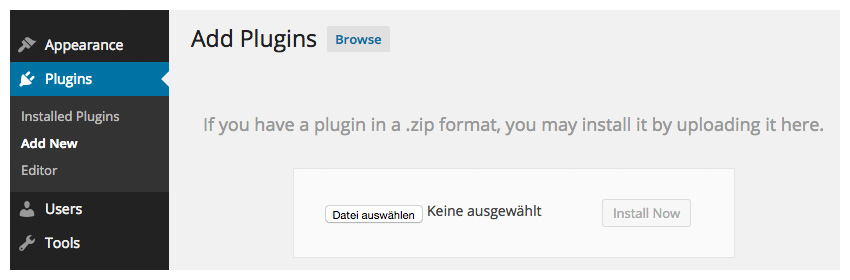 Appearance
Plugins
Installed Plugins
Add New
Editor
Users
Tools
Add Plugins Browse
If you have a plugin in a .zip format, you may install it by uploading it here.
Datei auswählen Keine ausgewählt Install Now